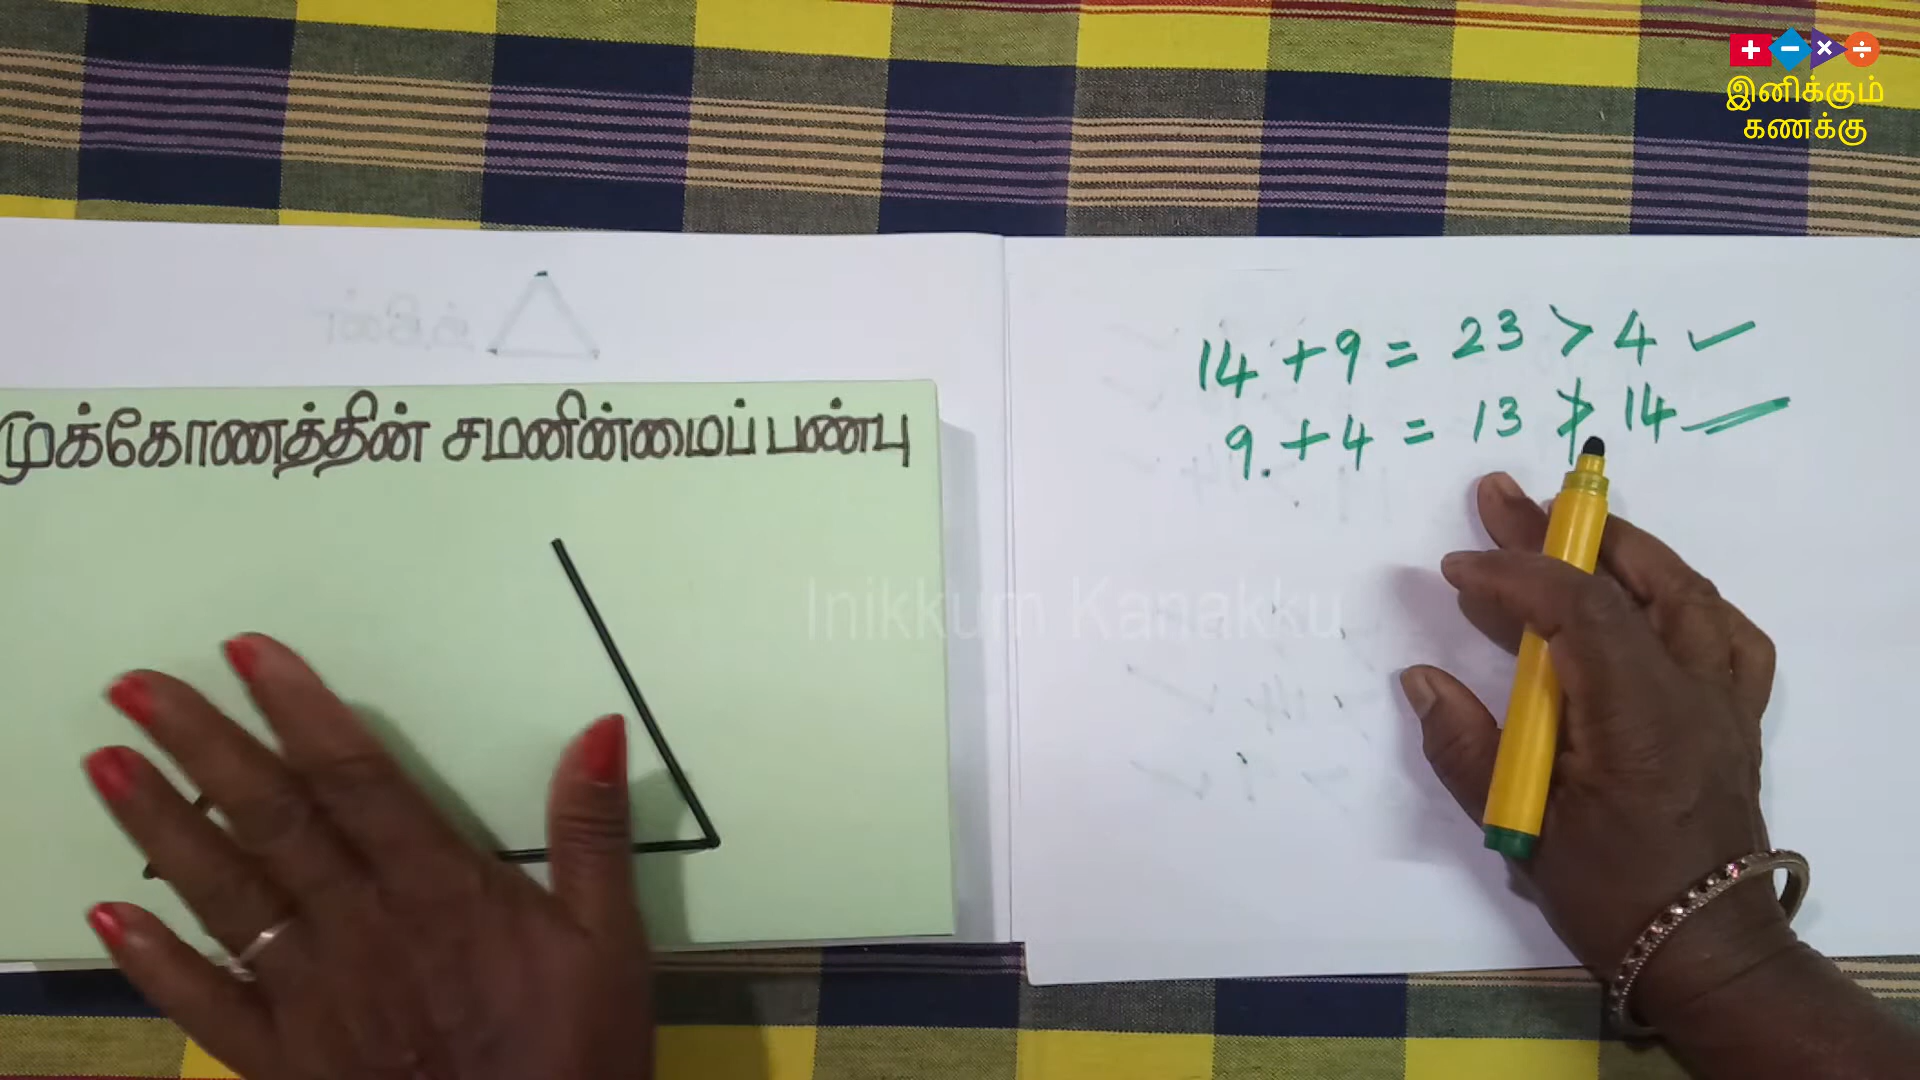 இனிக்கும்
கணக்கு
முக்கோணத்தின் சமனின்மைப் பண்பு
14 + 9 = 23 > 4 ✓
9 + 4 = 13 ≯ 14
Inikkum Kanakku